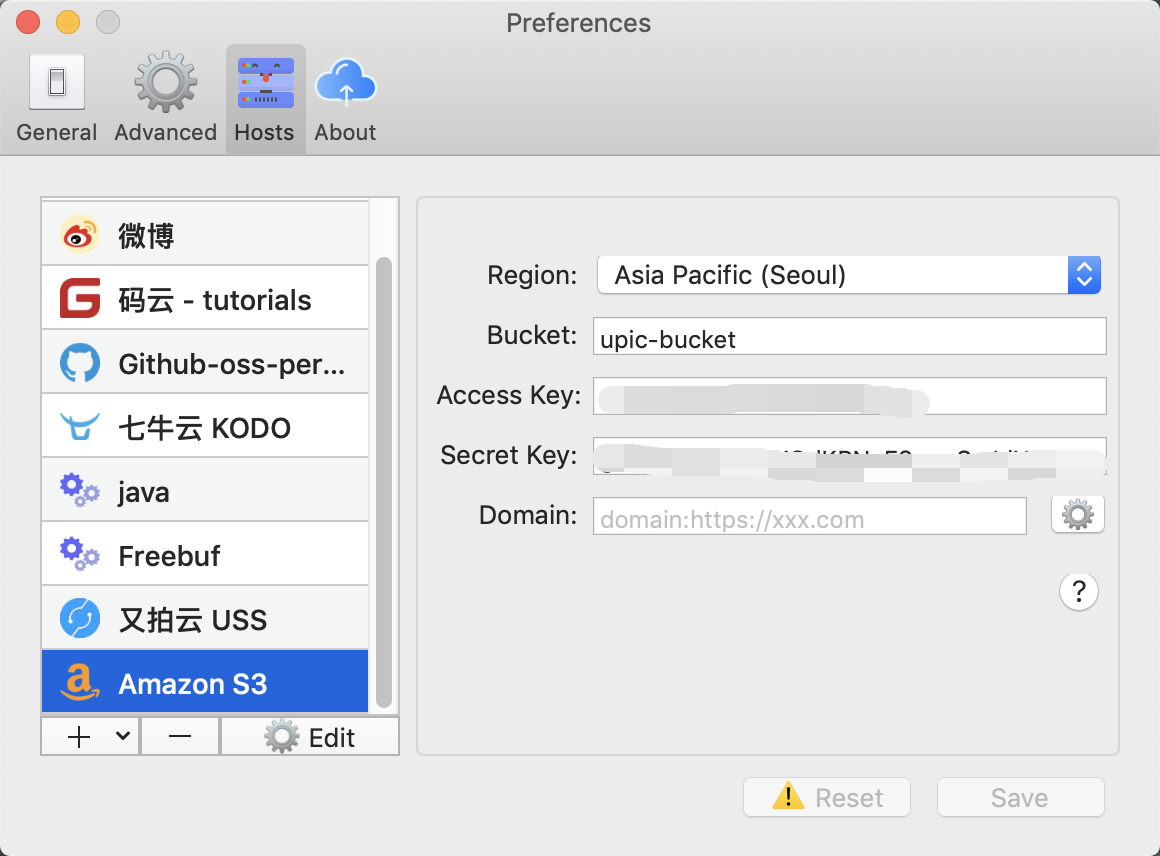 Preferences
General
Advanced
Hosts
About
微博
码云 - tutorials
Github-oss-per...
七牛云 KODO
java
Freebuf
又拍云 USS
Amazon S3
Edit
Region:
Asia Pacific (Seoul)
Bucket:
upic-bucket
Access Key:
Secret Key:
Domain:
domain:https://xxx.com
?
Reset
Save